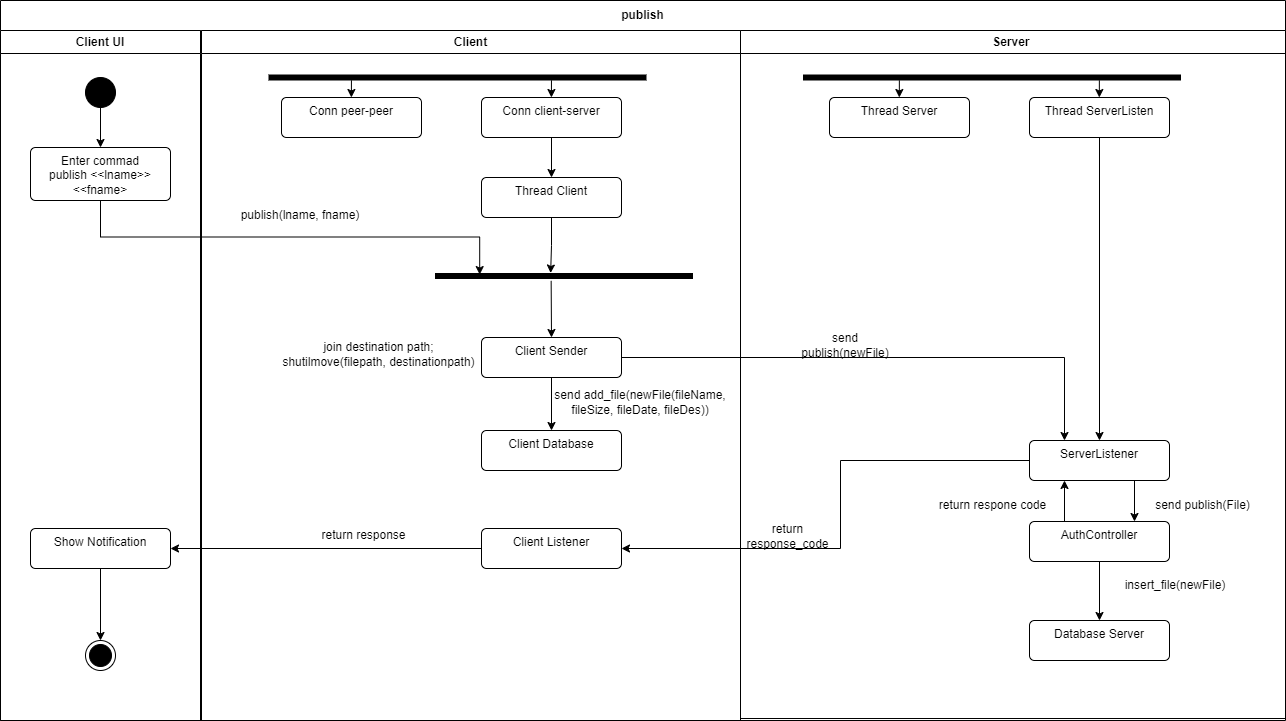 publish
Client UI
Client
Server
Conn peer-peer
Conn client-server
Thread Server
Thread ServerListen
Enter commad
publish <<lname>>
<<fname>
Thread Client
publish(lname, fname)
join destination path;
shutilmove(filepath, destinationpath)
Client Sender
send
publish(newFile)
send add_file(newFile(fileName,
fileSize, fileDate, fileDes))
Client Database
ServerListener
return respone code
send publish(File)
Show Notification
return response
Client Listener
return
response_code
AuthController
insert_file(newFile)
Database Server